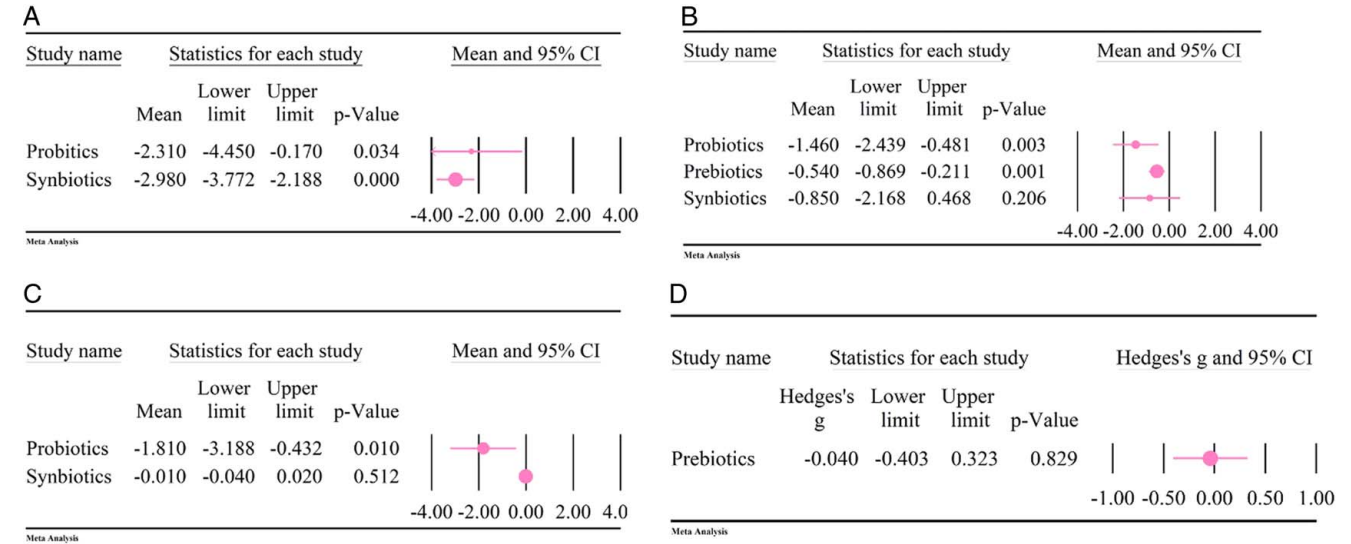 A
Study name Statistics for each study Mean and 95% CI
Lower Upper
Mean limit limit p-Value
Probitics -2.310 -4.450 -0.170 0.034
Synbiotics -2.980 -3.772 -2.188 0.000
-4.00 -2.00 0.00 2.00 4.00
Meta Analysis
B
Study name Statistics for each study Mean and 95% CI
Lower Upper
Mean limit limit p-Value
Probiotics -1.460 -2.439 -0.481 0.003
Prebiotics -0.540 -0.869 -0.211 0.001
Synbiotics -0.850 -2.168 0.468 0.206
-4.00 -2.00 0.00 2.00 4.00
Meta Analysis
C
Study name Statistics for each study Mean and 95% CI
Lower Upper
Mean limit limit p-Value
Probiotics -1.810 -3.188 -0.432 0.010
Synbiotics -0.010 -0.040 0.020 0.512
-4.00 -2.00 0.00 2.00 4.0
Meta Analysis
D
Study name Statistics for each study Hedges's g and 95% CI
Hedges's Lower Upper
g limit limit p-Value
Prebiotics -0.040 -0.403 0.323 0.829
-1.00 -0.50 0.00 0.50 1.00
Meta Analysis